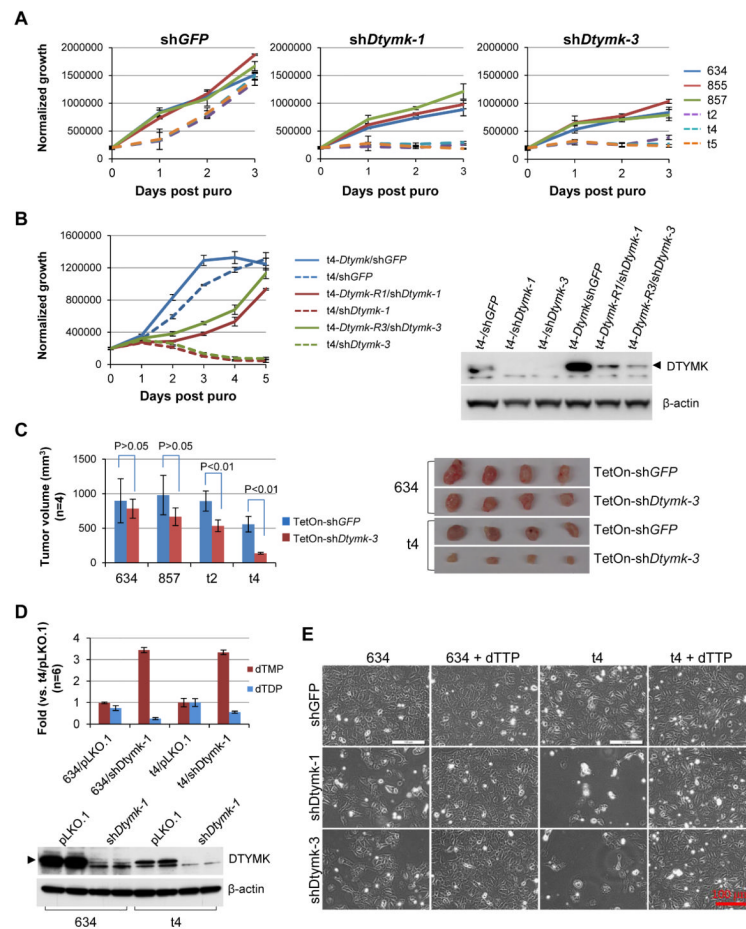 A
shGFP
shDtymk-1
shDtymk-3
Normalized growth
2000000
1500000
1000000
500000
0
0 1 2 3
Days post puro
2000000
1500000
1000000
500000
0
0 1 2 3
Days post puro
2000000
1500000
1000000
500000
0
0 1 2 3
Days post puro
634
855
857
t2
t4
t5
B
Normalized growth
1600000
1200000
800000
400000
0
0 1 2 3 4 5
Days post puro
t4-Dtymk/shGFP
t4/shGFP
t4-Dtymk-R1/shDtymk-1
t4/shDtymk-1
t4-Dtymk-R3/shDtymk-3
t4/shDtymk-3
t4-/shGFP
t4-/shDtymk-1
t4-/shDtymk-3
t4-Dtymk/shGFP
t4-Dtymk-R1/shDtymk-1
t4-Dtymk-R3/shDtymk-3
DTYMK
β-actin
C
Tumor volume (mm³)
(n=4)
1500
1000
500
0
P>0.05
P>0.05
P<0.01
P<0.01
634 857 t2 t4
TetOn-shGFP
TetOn-shDtymk-3
634
t4
TetOn-shGFP
TetOn-shDtymk-3
TetOn-shGFP
TetOn-shDtymk-3
D
Fold (vs. t4/pLKO.1)
(n=6)
4
3
2
1
0
dTMP
dTDP
634/pLKO.1
634/shDtymk-1
t4/pLKO.1
t4/shDtymk-1
pLKO.1
shDtymk-1
pLKO.1
shDtymk-1
DTYMK
β-actin
634
t4
E
634
634 + dTTP
t4
t4 + dTTP
shGFP
shDtymk-1
shDtymk-3